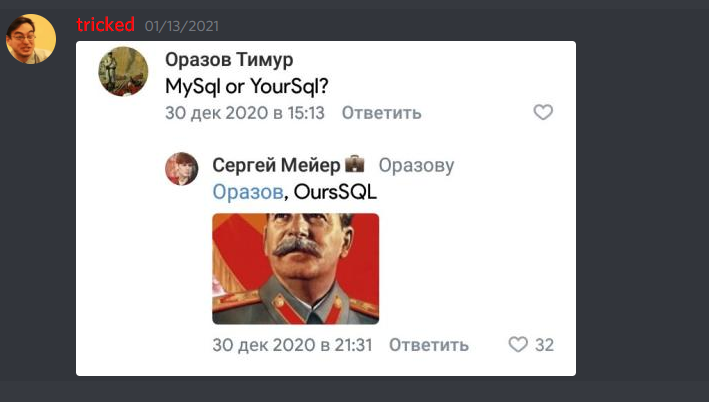 tricked 01/13/2021
Оразов Тимур
MySql or YourSql?
30 дек 2020 в 15:13 Ответить
Сергей Мейер Оразову
Оразов, OursSQL
30 дек 2020 в 21:31 Ответить 32